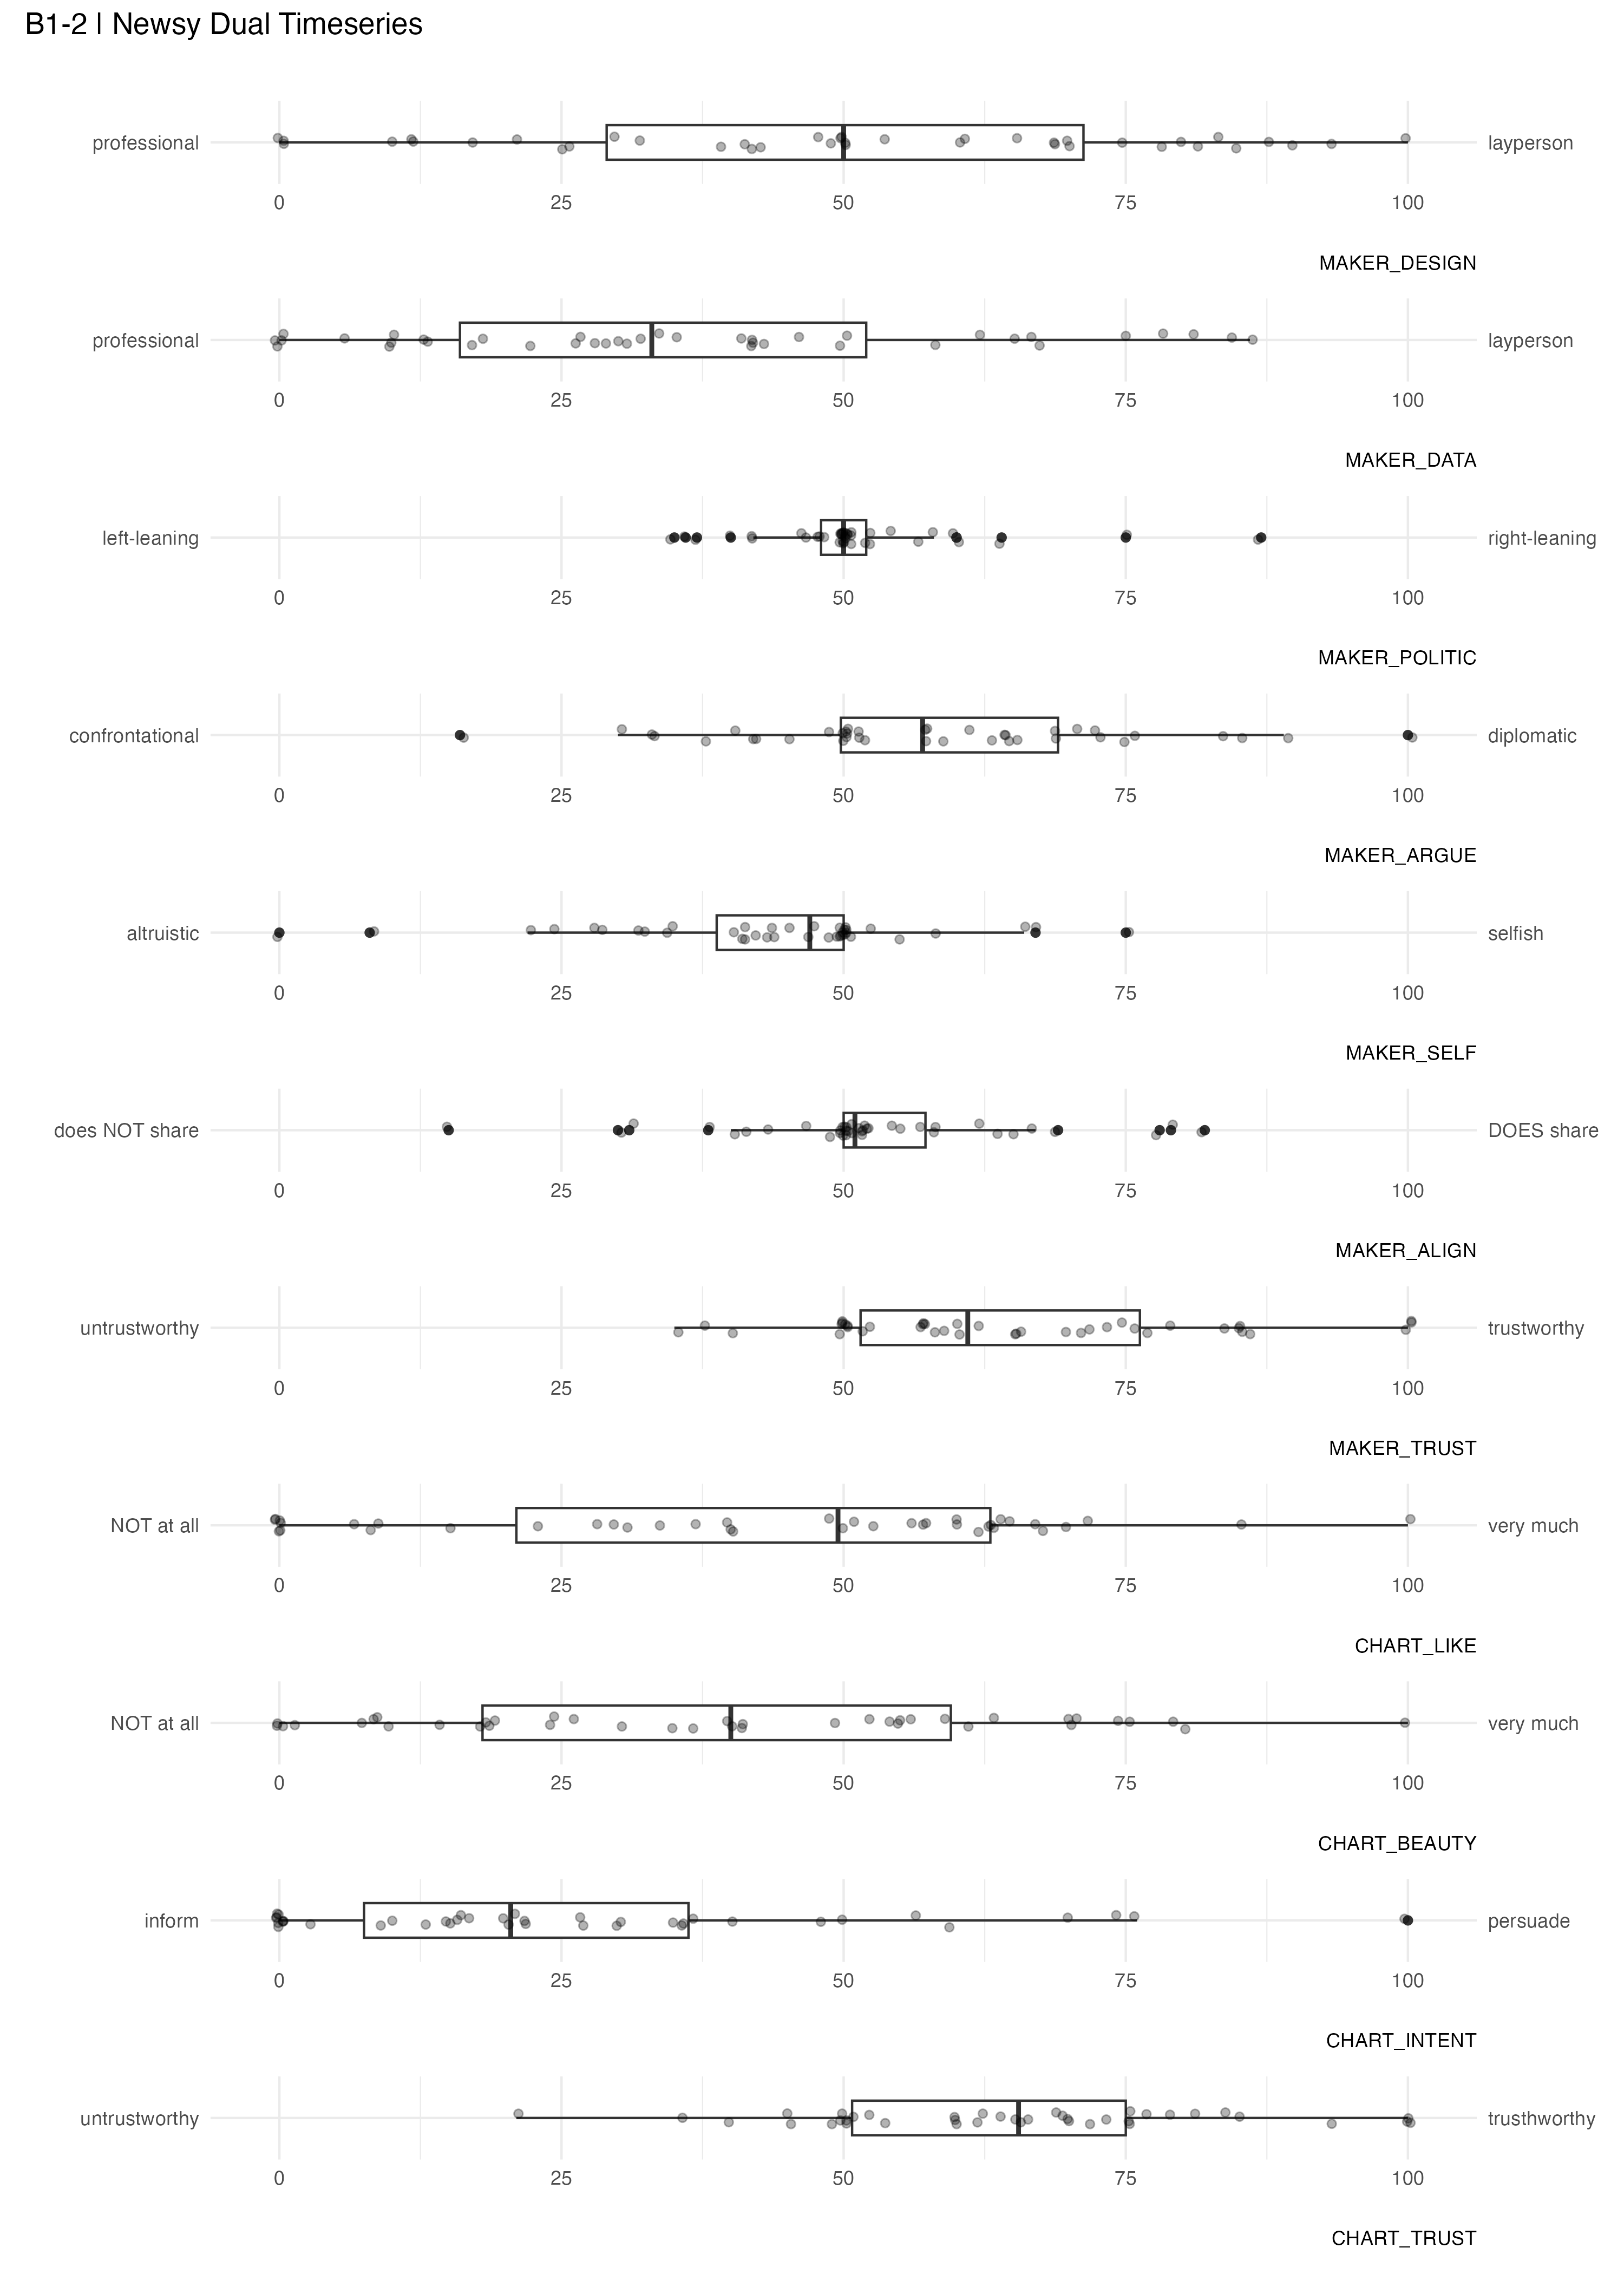 B1-2 | Newsy Dual Timeseries
professional layperson
0 25 50 75 100
MAKER_DESIGN
professional layperson
0 25 50 75 100
MAKER_DATA
left-leaning right-leaning
0 25 50 75 100
MAKER_POLITIC
confrontational diplomatic
0 25 50 75 100
MAKER_ARGUE
altruistic selfish
0 25 50 75 100
MAKER_SELF
does NOT share DOES share
0 25 50 75 100
MAKER_ALIGN
untrustworthy trustworthy
0 25 50 75 100
MAKER_TRUST
NOT at all very much
0 25 50 75 100
CHART_LIKE
NOT at all very much
0 25 50 75 100
CHART_BEAUTY
inform persuade
0 25 50 75 100
CHART_INTENT
untrustworthy trusthworthy
0 25 50 75 100
CHART_TRUST